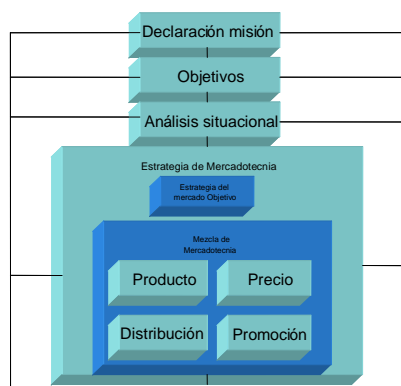 Declaración misión
Objetivos
Análisis situacional
Estrategia de Mercadotecnia
Estrategia del
mercado Objetivo
Mezcla de
Mercadotecnia
Producto
Precio
Distribución
Promoción